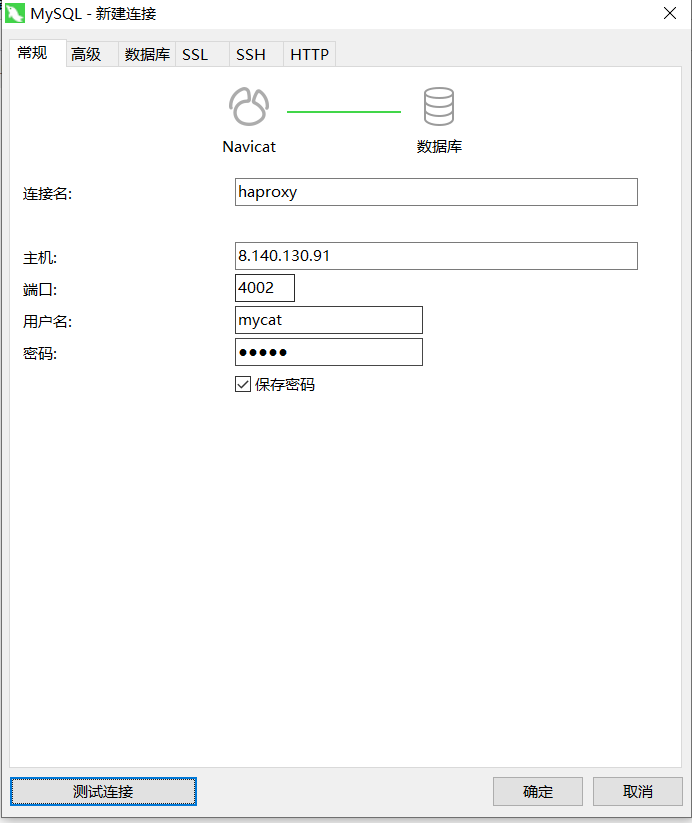 MySQL - 新建连接
常规 高级 数据库 SSL SSH HTTP
Navicat 数据库
连接名: haproxy
主机: 8.140.130.91
端口: 4002
用户名: mycat
密码: ●●●●●
保存密码
测试连接 确定 取消